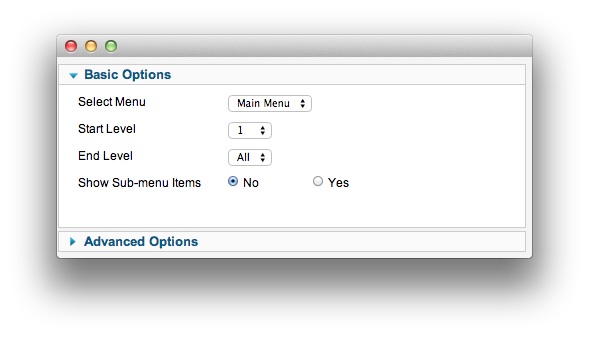 Basic Options
Select Menu Main Menu
Start Level 1
End Level All
Show Sub-menu Items No Yes
Advanced Options